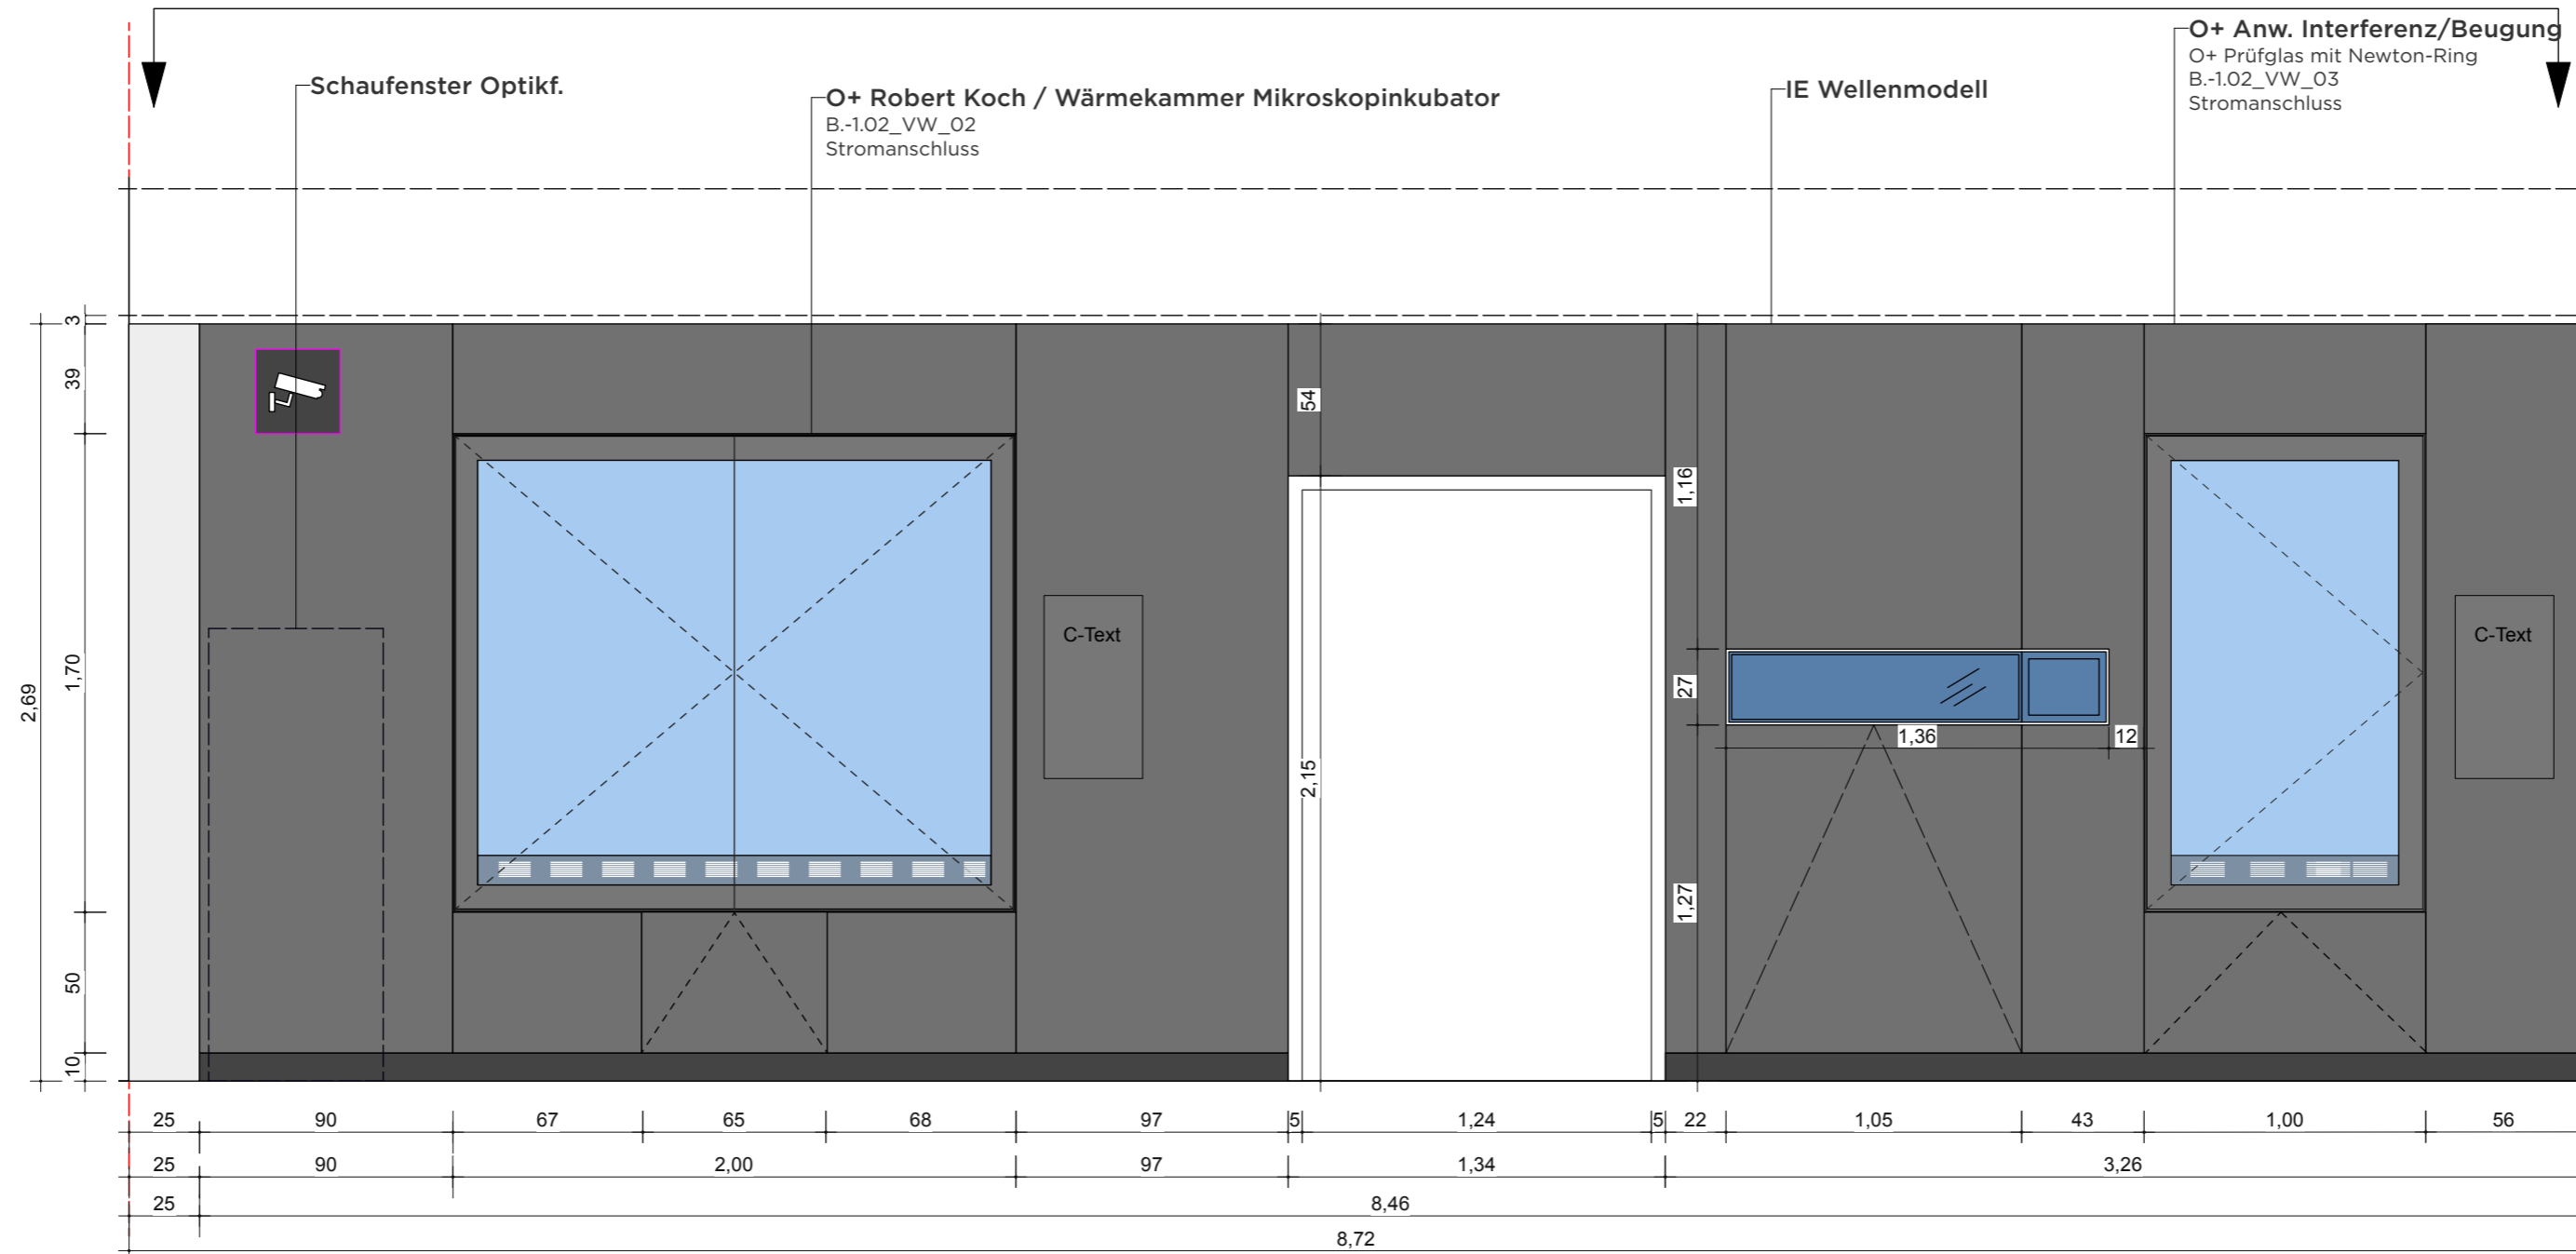 O+ Anw. Interferenz/Beugung
O+ Prüfglas mit Newton-Ring
B.-1.02_VW_03
Stromanschluss
Schaufenster Optikf.
O+ Robert Koch / Wärmekammer Mikroskopinkubator
B.-1.02_VW_02
Stromanschluss
IE Wellenmodell
3
39
1,70
50
10
2,69
C-Text
54
2,15
1,16
27
1,27
1,36
12
C-Text
25 90 67 65 68 97 5 1,24 5 22 1,05 43 1,00 56
25 90 2,00 97 1,34 3,26
25 8,46
8,72